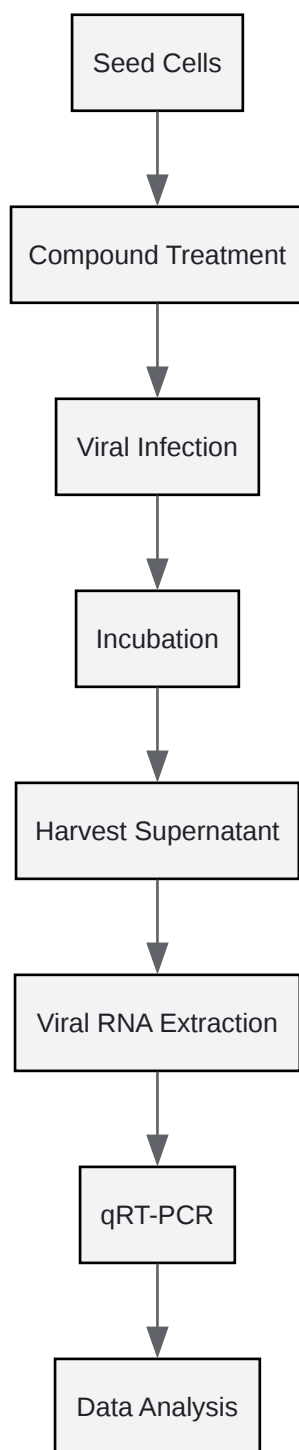 Seed Cells
Compound Treatment
Viral Infection
Incubation
Harvest Supernatant
Viral RNA Extraction
qRT-PCR
Data Analysis